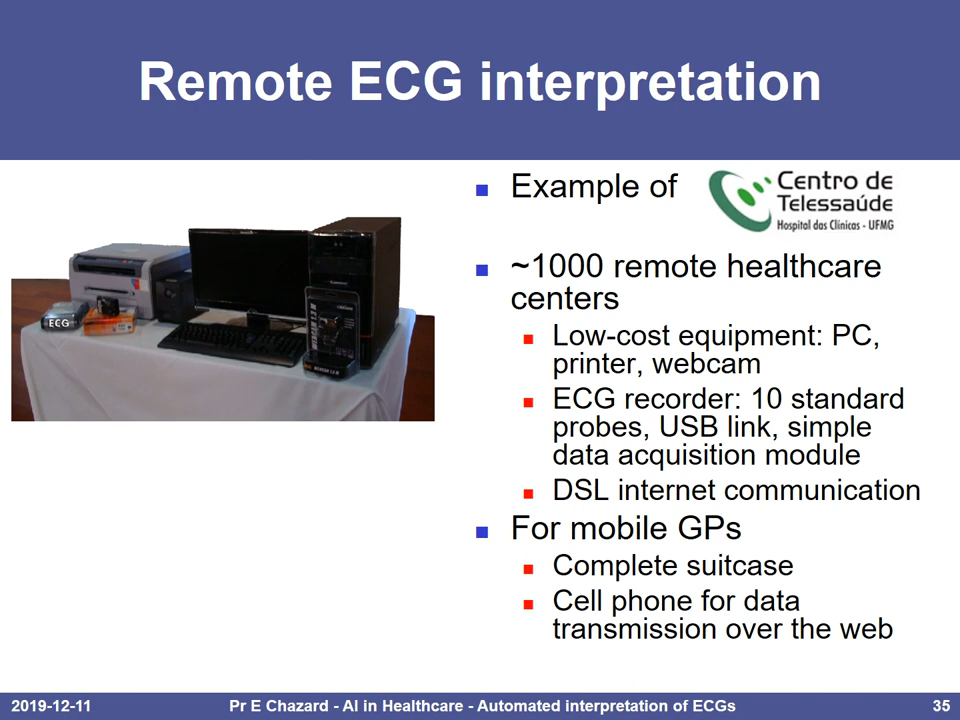 Remote ECG interpretation
Example of
Centro de
Telessaúde
Hospital das Clínicas - UFMG
~1000 remote healthcare
centers
Low-cost equipment: PC,
printer, webcam
ECG recorder: 10 standard
probes, USB link, simple
data acquisition module
DSL internet communication
For mobile GPs
Complete suitcase
Cell phone for data
transmission over the web
ECG
WEBCAM 1.3 M
2019-12-11
Pr E Chazard - AI in Healthcare - Automated interpretation of ECGs
35